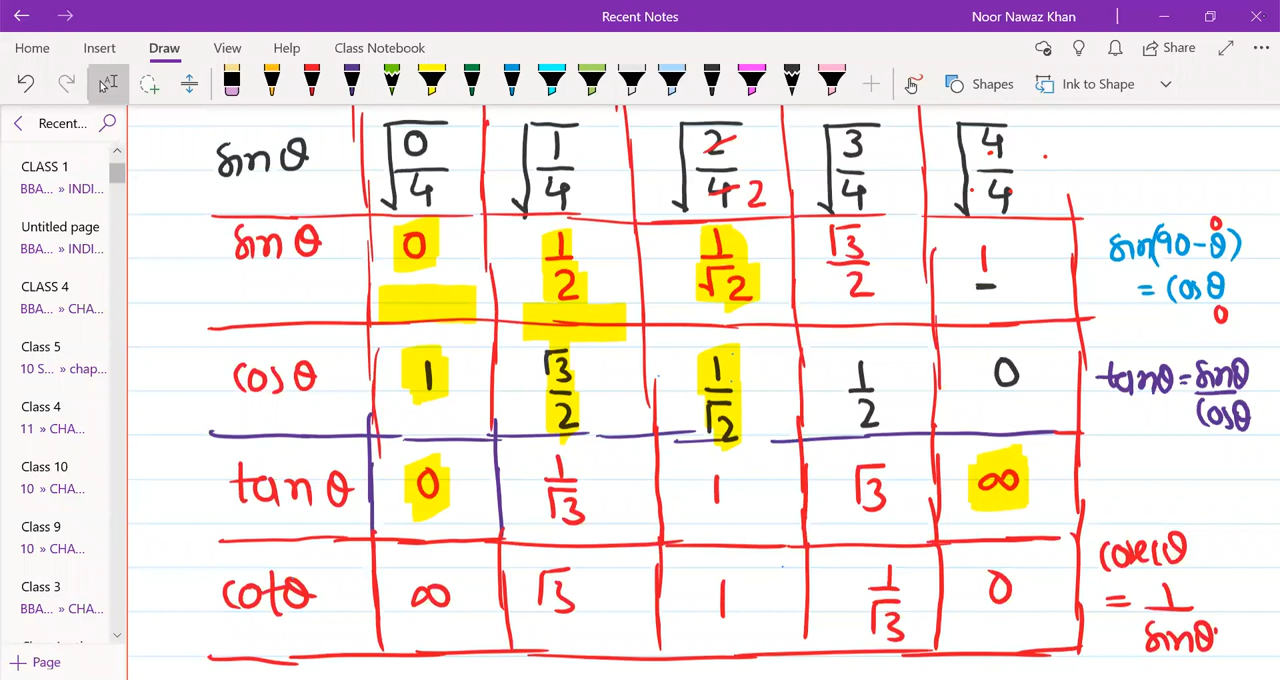 Recent Notes
Noor Nawaz Khan
Home Insert Draw View Help Class Notebook Share
Shapes Ink to Shape
Recent...
CLASS 1
BBA... » INDI...
Untitled page
BBA... » INDI...
CLASS 4
BBA... » CHA...
Class 5
10 S... » chap...
Class 4
11 » CHA...
Class 10
10 » CHA...
Class 9
10 » CHA...
Class 3
BBA... » CHA...
+ Page
sin θ √0/4 √1/4 √2/4 2 √3/4 √4/4
sin θ 0 1/2 1/√2 √3/2 1
cos θ 1 √3/2 1/√2 1/2 0
tan θ 0 1/√3 1 √3 ∞
cot θ ∞ √3 1 1/√3 0
sin(90-θ)
= cos θ
tan θ = sin θ/cos θ
cosec θ
= 1/sin θ